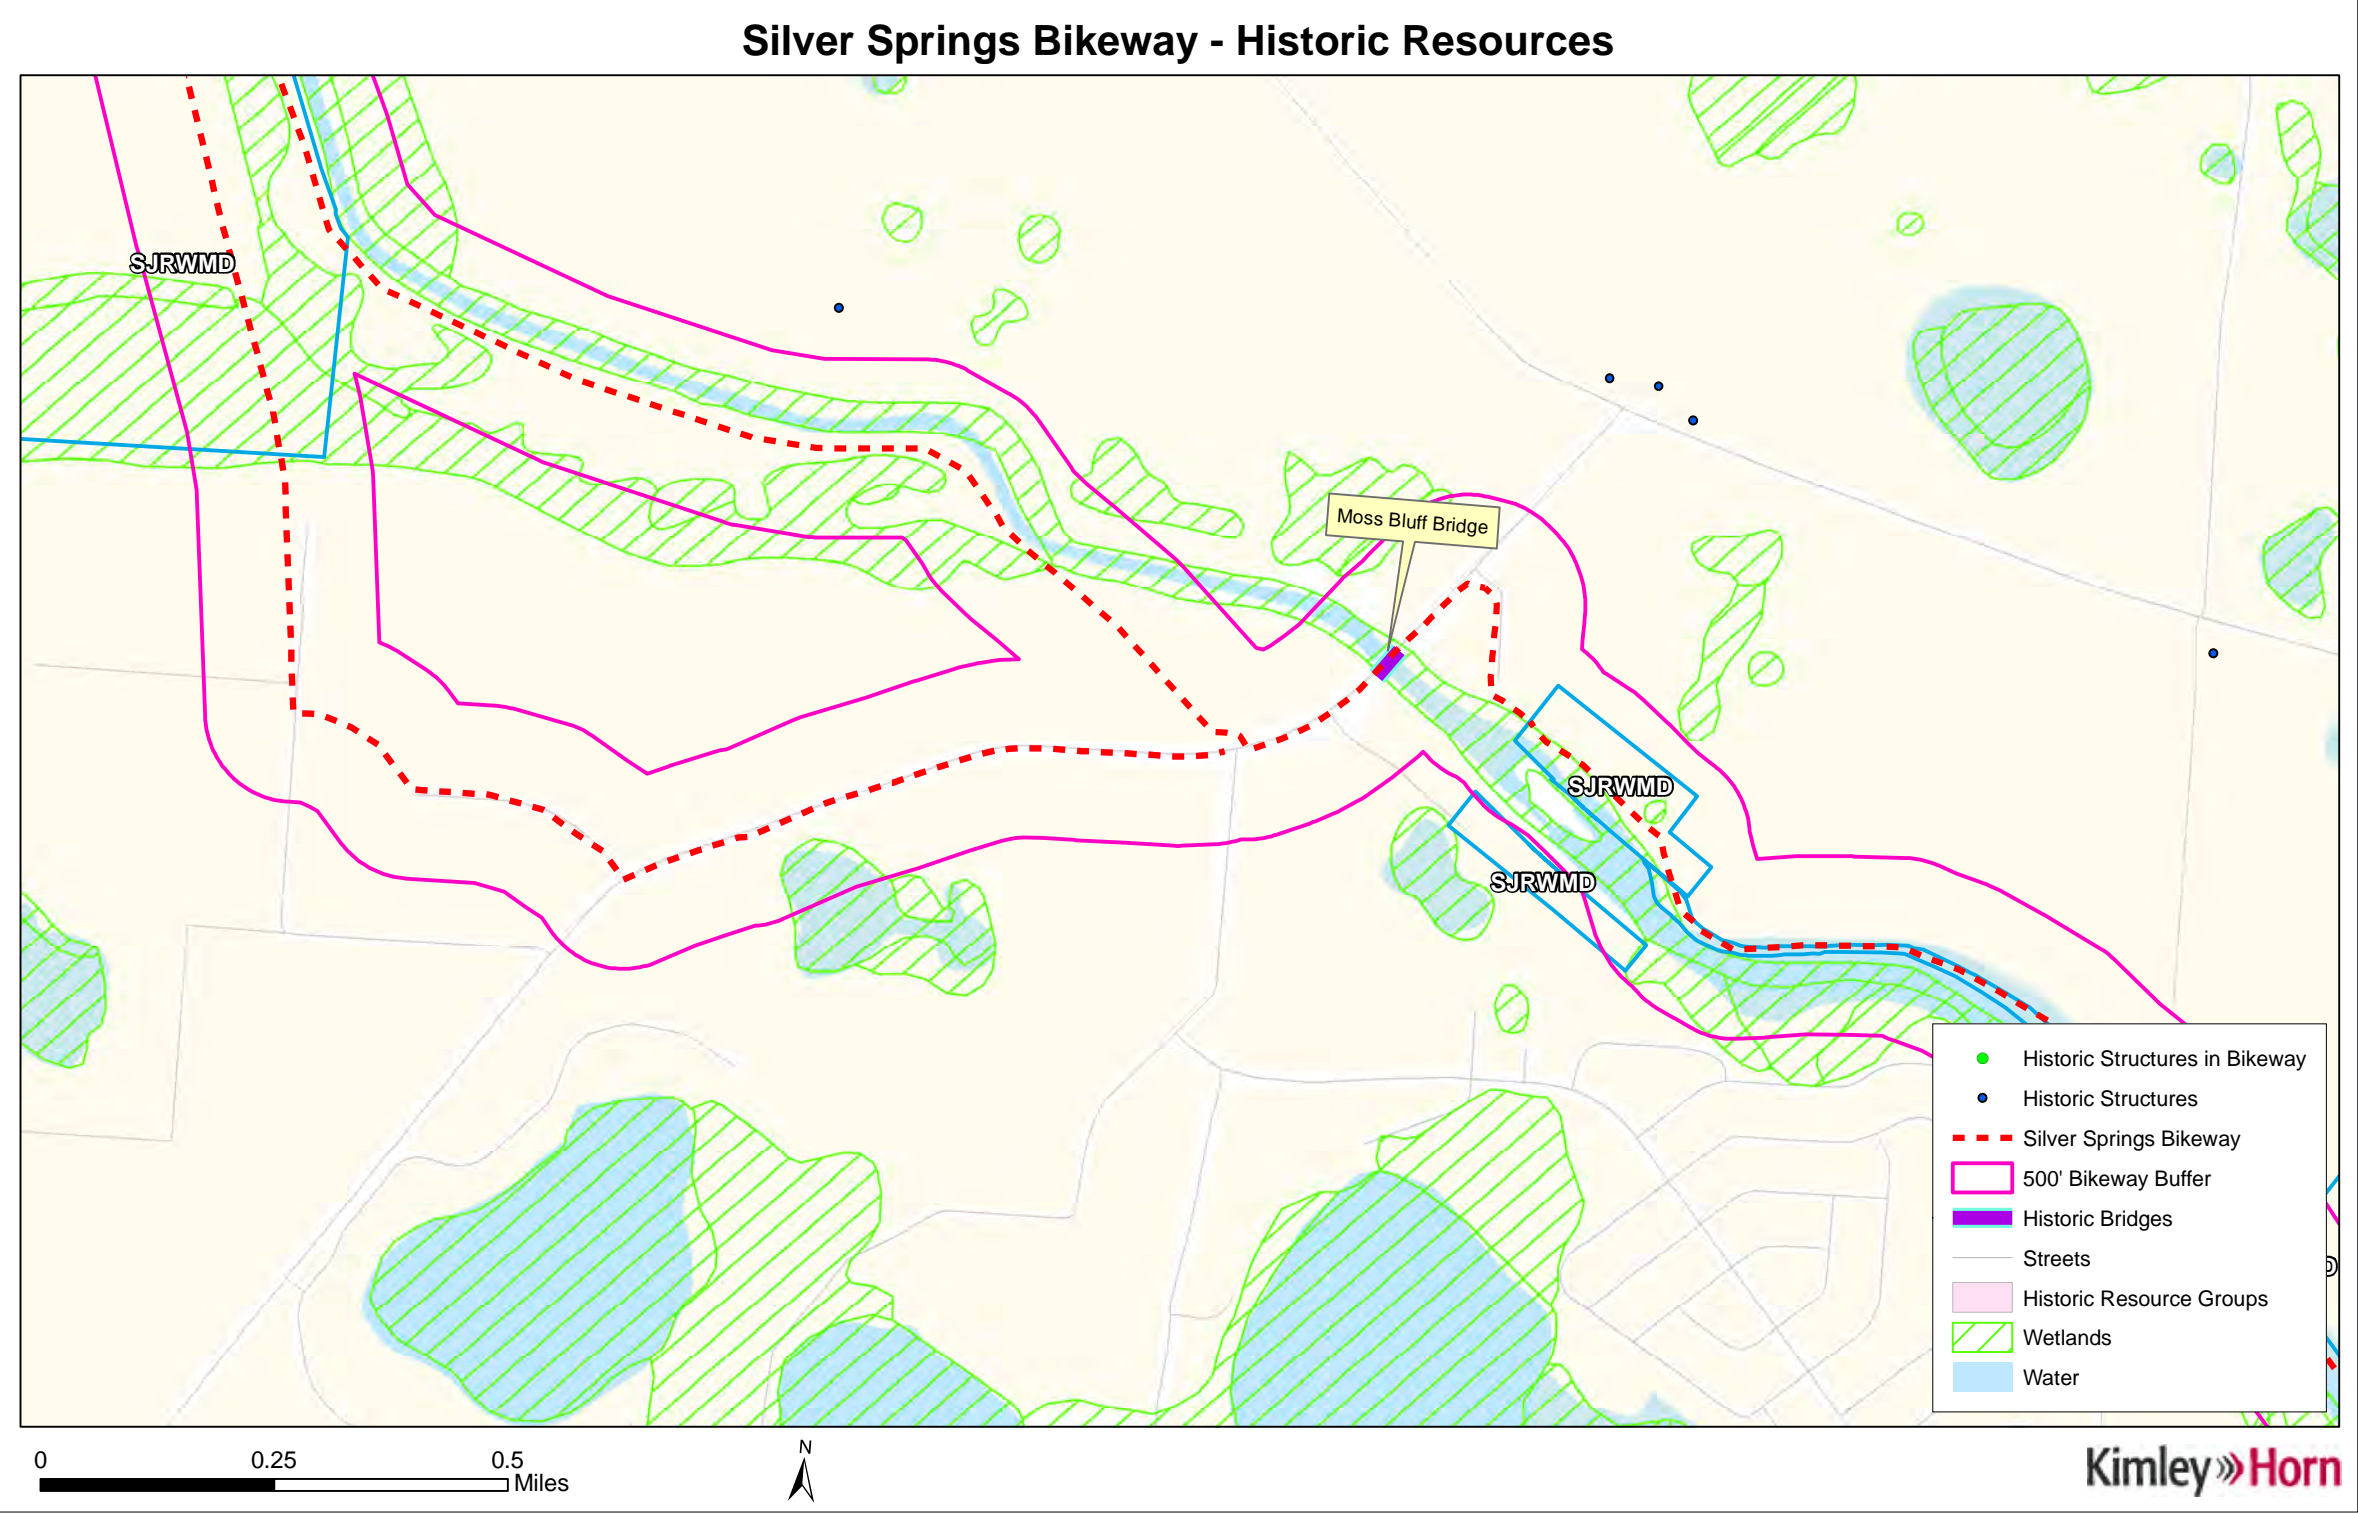 Silver Springs Bikeway - Historic Resources
SJRWMD
Moss Bluff Bridge
SJRWMD
SJRWMD
Historic Structures in Bikeway
Historic Structures
Silver Springs Bikeway
500' Bikeway Buffer
Historic Bridges
Streets
Historic Resource Groups
Wetlands
Water
0 0.25 0.5
Miles
N
Kimley Horn